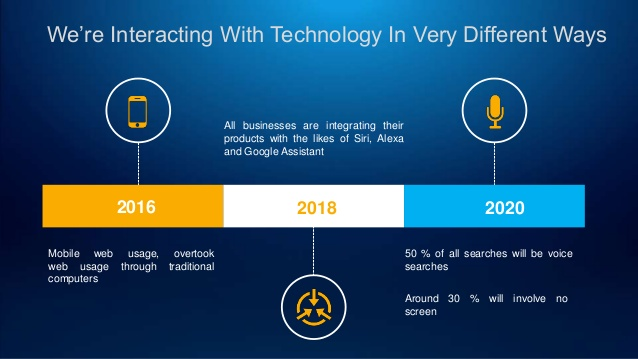 We're Interacting With Technology In Very Different Ways
All businesses are integrating their
products with the likes of Siri, Alexa
and Google Assistant
2016
2018
2020
Mobile web usage, overtook
web usage through traditional
computers
50 % of all searches will be voice
searches
Around 30 % will involve no
screen